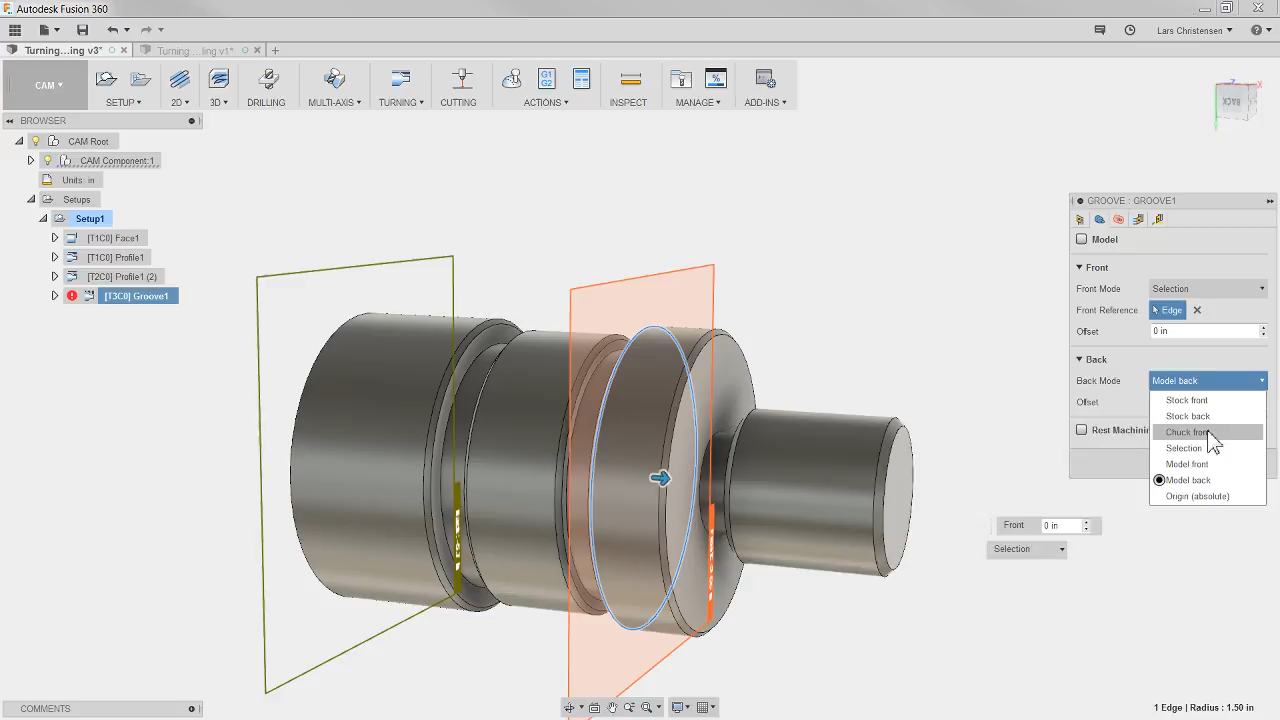 Autodesk Fusion 360
Lars Christensen
Turning...ing v3*
Turning ...ling v1*
CAM
SETUP
2D
3D
DRILLING
MULTI-AXIS
TURNING
CUTTING
ACTIONS
INSPECT
MANAGE
ADD-INS
G1
G2
BACK
BROWSER
CAM Root
CAM Component:1
Units: in
Setups
Setup1
[T1C0] Face1
[T1C0] Profile1
[T2C0] Profile1 (2)
[T3C0] Groove1
GROOVE : GROOVE1
Model
Front
Front Mode Selection
Front Reference Edge
Offset 0 in
Back
Back Mode Model back
Offset
Rest Machinin
Stock front
Stock back
Chuck front
Selection
Model front
Model back
Origin (absolute)
Front 0 in
Selection
COMMENTS
1 Edge | Radius : 1.50 in